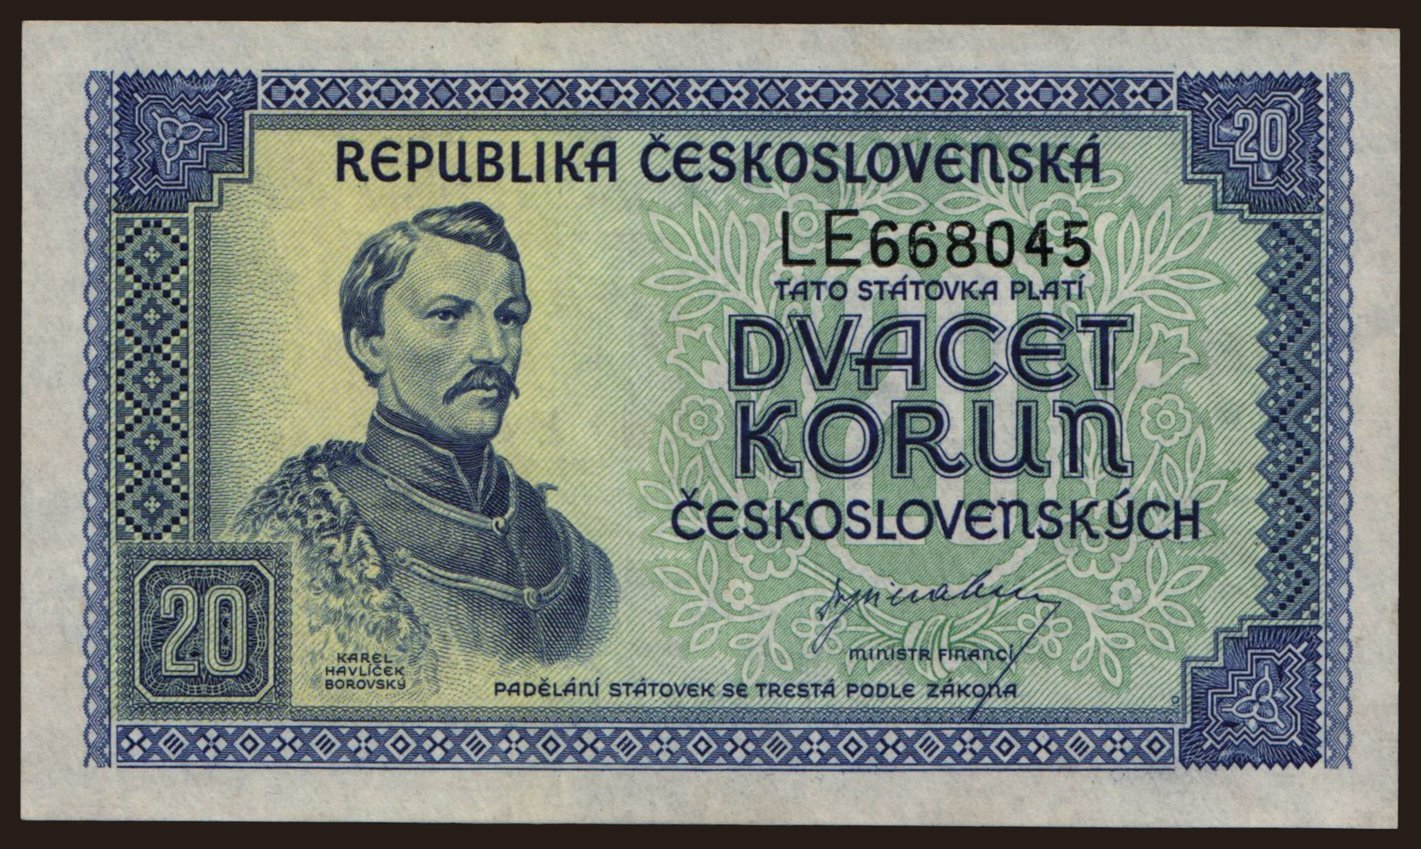 20
REPUBLIKA ČESKOSLOVENSKÁ
LE668045
TATO STÁTOVKA PLATÍ
DVACET
KORUN
ČESKOSLOVENSKÝCH
MINISTR FINANCÍ
20
KAREL
HAVLÍČEK
BOROVSKÝ
PADĚLÁNÍ STÁTOVEK SE TRESTÁ PODLE ZÁKONA